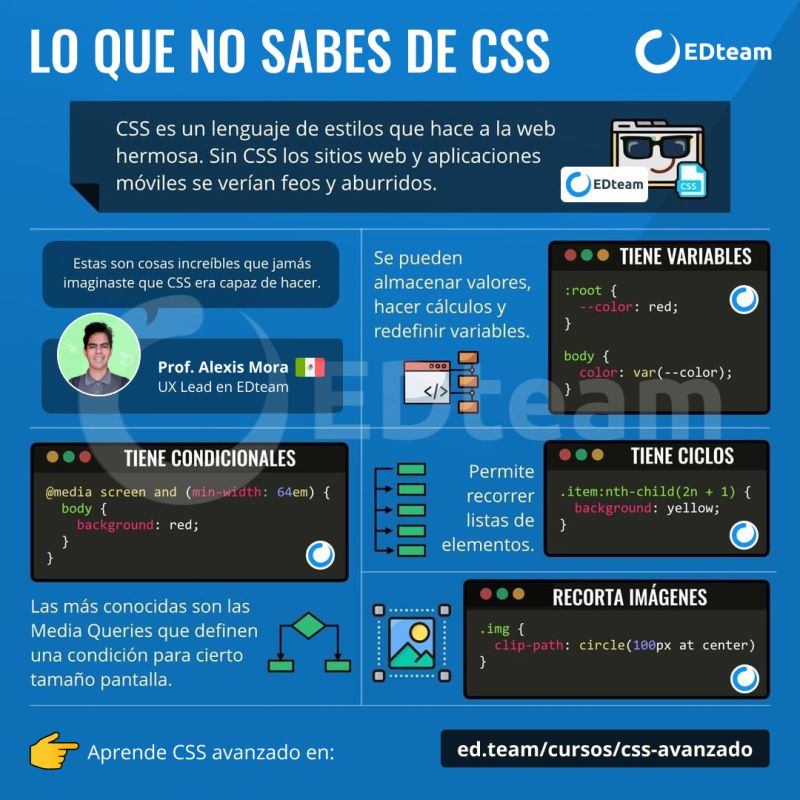 LO QUE NO SABES DE CSS
EDteam
CSS es un lenguaje de estilos que hace a la web
hermosa. Sin CSS los sitios web y aplicaciones
móviles se verían feos y aburridos.
EDteam
CSS
Estas son cosas increíbles que jamás
imaginaste que CSS era capaz de hacer.
Prof. Alexis Mora
UX Lead en EDteam
Se pueden
almacenar valores,
hacer cálculos y
redefinir variables.
</>
TIENE VARIABLES
:root {
--color: red;
}
body {
color: var(--color);
}
EDteam
TIENE CONDICIONALES
@media screen and (min-width: 64em) {
body {
background: red;
}
}
Las más conocidas son las
Media Queries que definen
una condición para cierto
tamaño pantalla.
Permite
recorrer
listas de
elementos.
TIENE CICLOS
.item:nth-child(2n + 1) {
background: yellow;
}
RECORTA IMÁGENES
.img {
clip-path: circle(100px at center)
}
Aprende CSS avanzado en:
ed.team/cursos/css-avanzado